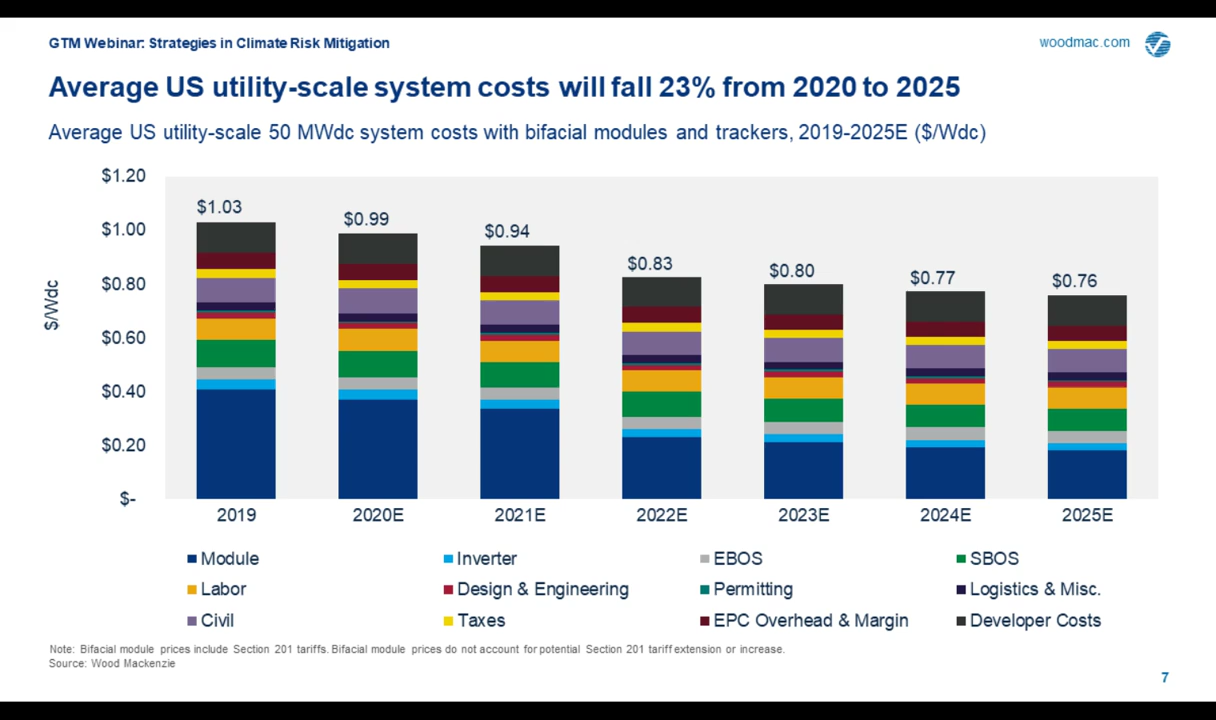 GTM Webinar: Strategies in Climate Risk Mitigation
woodmac.com
Average US utility-scale system costs will fall 23% from 2020 to 2025
Average US utility-scale 50 MWdc system costs with bifacial modules and trackers, 2019-2025E ($/Wdc)
$1.20
$1.00
$0.80
$0.60
$0.40
$0.20
$-
$/Wdc
$1.03
$0.99
$0.94
$0.83
$0.80
$0.77
$0.76
2019 2020E 2021E 2022E 2023E 2024E 2025E
Module Inverter EBOS SBOS
Labor Design & Engineering Permitting Logistics & Misc.
Civil Taxes EPC Overhead & Margin Developer Costs
Note: Bifacial module prices include Section 201 tariffs. Bifacial module prices do not account for potential Section 201 tariff extension or increase.
Source: Wood Mackenzie
7